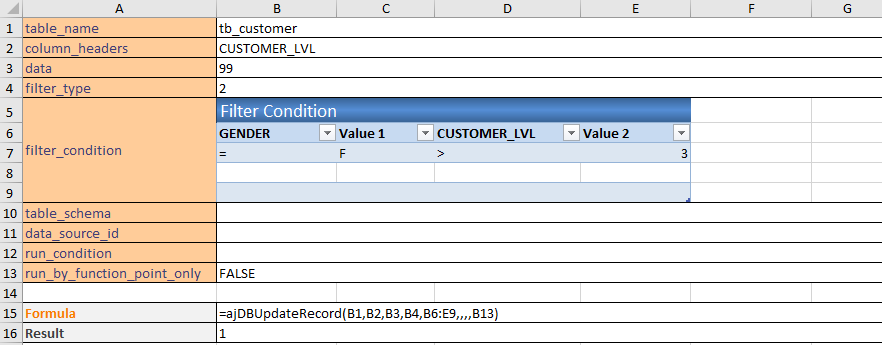 A B C D E F G
1 table_name tb_customer
2 column_headers CUSTOMER_LVL
3 data 99
4 filter_type 2
5 Filter Condition
6 GENDER Value 1 CUSTOMER_LVL Value 2
filter_condition
7 = F > 3
8
9
10 table_schema
11 data_source_id
12 run_condition
13 run_by_function_point_only FALSE
14
15 Formula =ajDBUpdateRecord(B1,B2,B3,B4,B6:E9,,,,B13)
16 Result 1